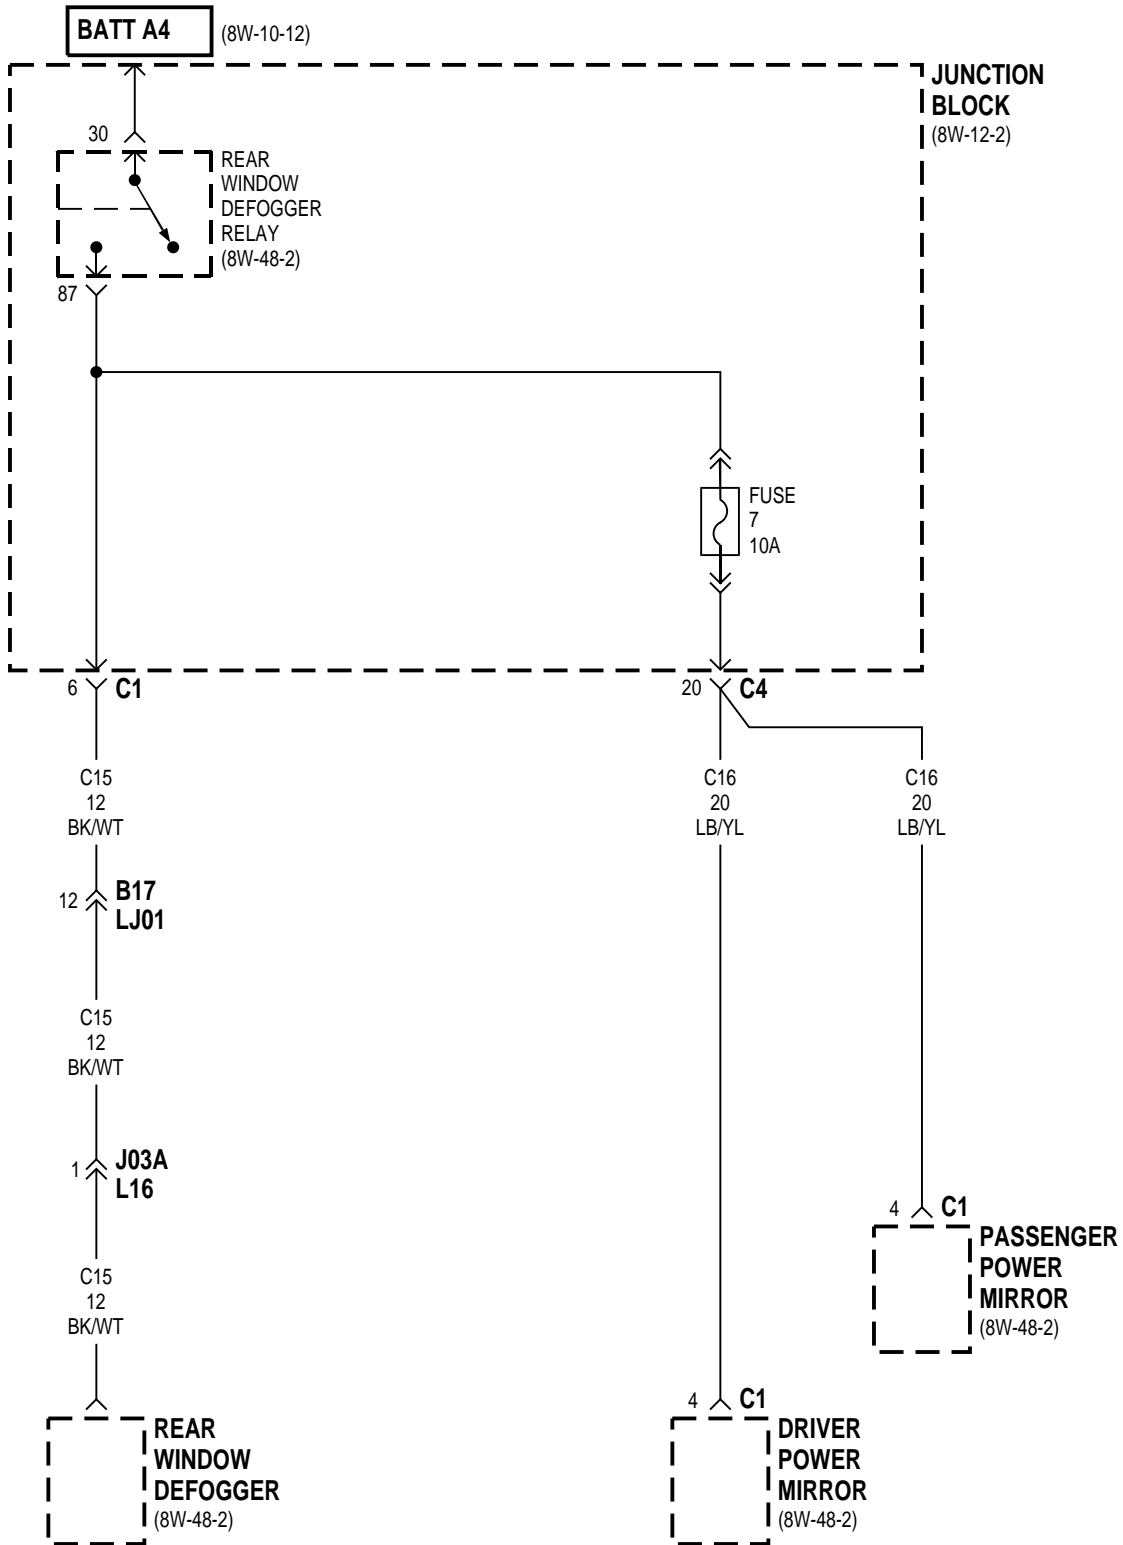 BATT A4 (8W-10-12)
JUNCTION
BLOCK
(8W-12-2)
30
REAR
WINDOW
DEFOGGER
RELAY
(8W-48-2)
87
FUSE
7
10A
6 C1
20 C4
C15
12
BK/WT
C16
20
LB/YL
C16
20
LB/YL
12 B17
LJ01
C15
12
BK/WT
1 J03A
L16
C15
12
BK/WT
4 C1
PASSENGER
POWER
MIRROR
(8W-48-2)
4 C1
REAR
WINDOW
DEFOGGER
(8W-48-2)
DRIVER
POWER
MIRROR
(8W-48-2)